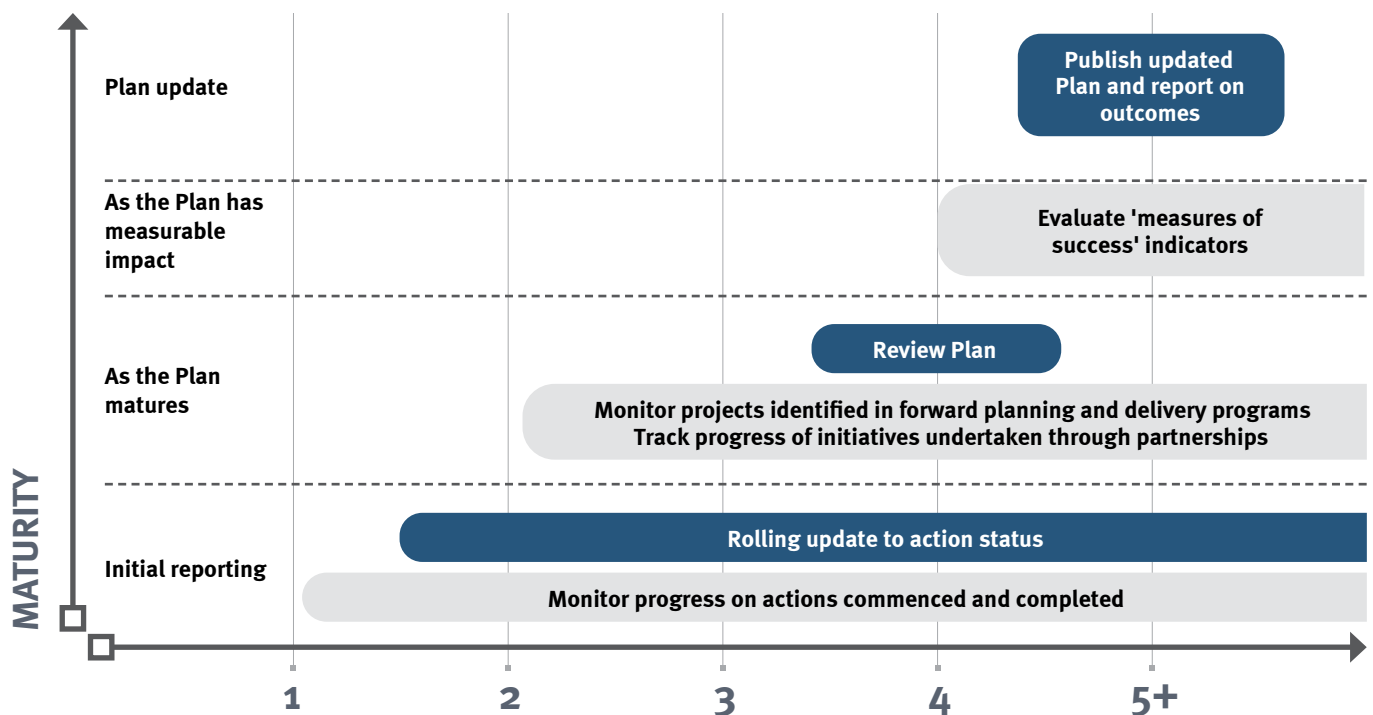 Plan update
Publish updated
Plan and report on
outcomes
As the Plan has
measurable
impact
Evaluate 'measures of
success' indicators
As the Plan
matures
Review Plan
Monitor projects identified in forward planning and delivery programs
Track progress of initiatives undertaken through partnerships
Initial reporting
Rolling update to action status
Monitor progress on actions commenced and completed
MATURITY
1 2 3 4 5+